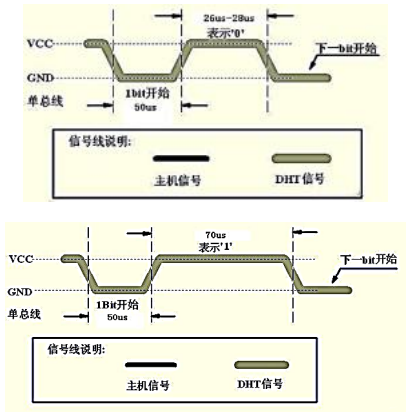 26us-28us
表示'0'
VCC
下一bit开始
GND
1bit开始
单总线
50us
信号线说明:
主机信号 DHT信号
70us
表示'1'
VCC
下一bit开始
GND
1Bit开始
单总线
50us
信号线说明:
主机信号 DHT信号